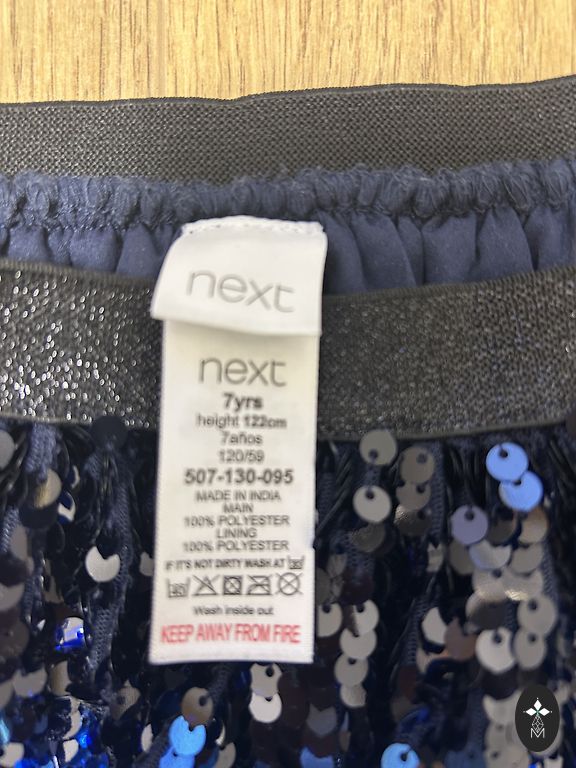 next
next
7yrs
height 122cm
7años
120/59
507-130-095
MADE IN INDIA
MAIN
100% POLYESTER
LINING
100% POLYESTER
IF IT'S NOT DIRTY WASH AT
Wash inside out
KEEP AWAY FROM FIRE
M